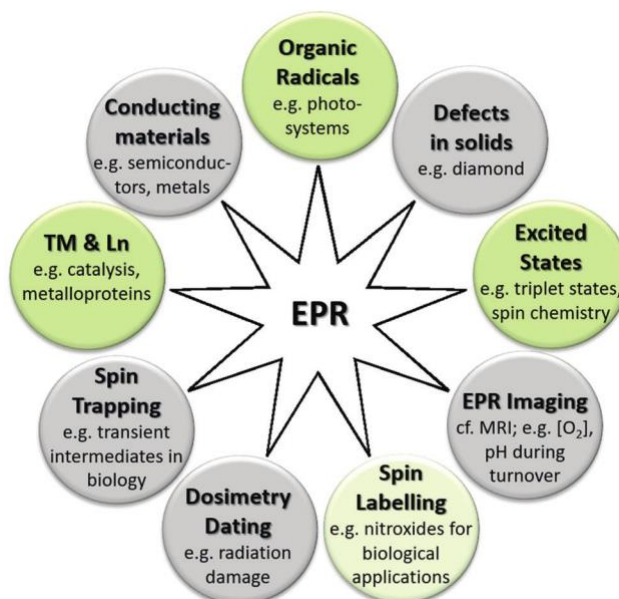 Organic
Radicals
e.g. photo-
systems
Defects
in solids
e.g. diamond
Excited
States
e.g. triplet states,
spin chemistry
EPR Imaging
cf. MRI; e.g. [O₂],
pH during
turnover
Spin
Labelling
e.g. nitroxides for
biological
applications
Dosimetry
Dating
e.g. radiation
damage
Spin
Trapping
e.g. transient
intermediates in
biology
TM & Ln
e.g. catalysis,
metalloproteins
Conducting
materials
e.g. semiconduc-
tors, metals
EPR